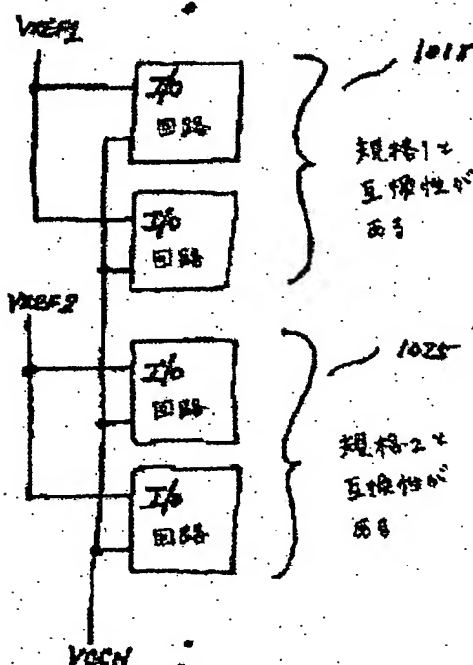 VREF1
I/O
回路
I/O
回路
1018
規格1と
互換性が
ある
VREF2
I/O
回路
I/O
回路
1025
規格2と
互換性が
ある
VCCN